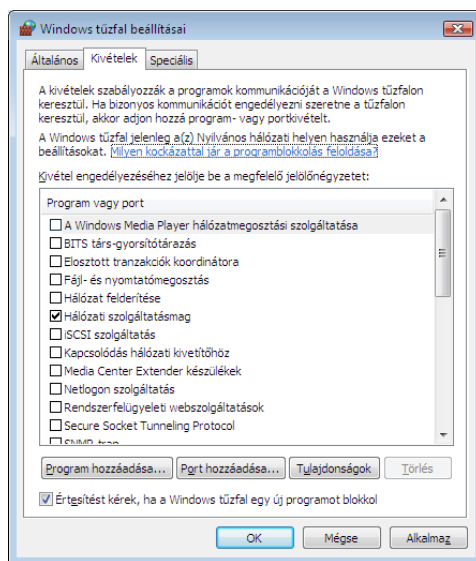 Windows tűzfal beállításai
Általános Kivételek Speciális
A kivételek szabályozzák a programok kommunikációját a Windows tűzfalon
keresztül. Ha bizonyos kommunikációt engedélyezni szeretne a tűzfalon
keresztül, akkor adjon hozzá program- vagy portkivételt.
A Windows tűzfal jelenleg a(z) Nyilvános hálózati helyen használja ezeket a
beállításokat. Milyen kockázattal jár a programblokkolás feloldása?
Kivétel engedélyezéséhez jelölje be a megfelelő jelölőnégyzetet:
Program vagy port
A Windows Media Player hálózatmegosztási szolgáltatása
BITS társ-gyorsítótárazás
Elosztott tranzakciók koordinátora
Fájl- és nyomtatómegosztás
Hálózat felderítése
Hálózati szolgáltatásmag
iSCSI szolgáltatás
Kapcsolódás hálózati kivetítőhöz
Media Center Extender készülékek
Netlogon szolgáltatás
Rendszerfelügyeleti webszolgáltatások
Secure Socket Tunneling Protocol
SNMP-trap
Program hozzáadása... Port hozzáadása... Tulajdonságok Törlés
Értesítést kérek, ha a Windows tűzfal egy új programot blokkol
OK Mégse Alkalmaz